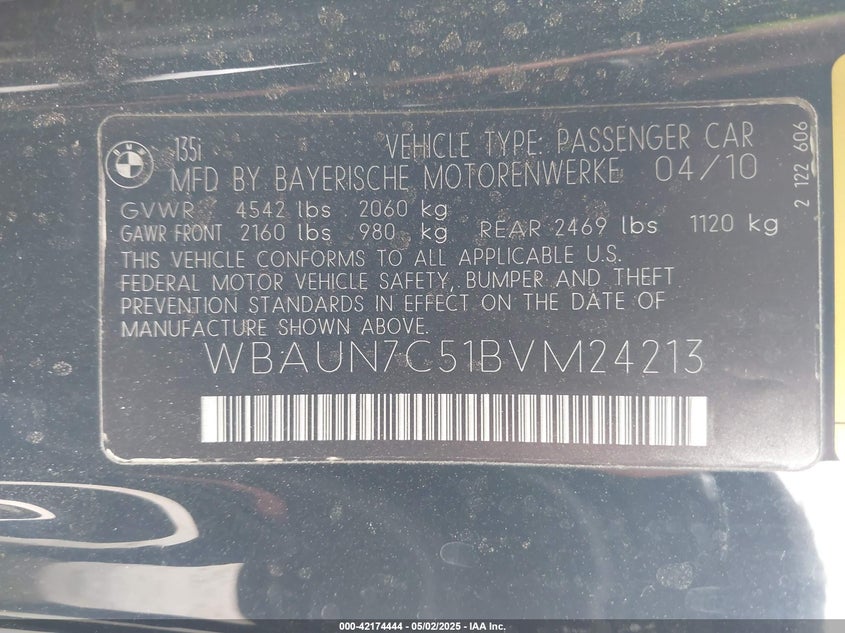 BMW
135i VEHICLE TYPE: PASSENGER CAR
MFD BY BAYERISCHE MOTORENWERKE 04/10
GVWR 4542 lbs 2060 kg
GAWR FRONT 2160 lbs 980 kg REAR 2469 lbs 1120 kg
THIS VEHICLE CONFORMS TO ALL APPLICABLE U.S.
FEDERAL MOTOR VEHICLE SAFETY, BUMPER AND THEFT
PREVENTION STANDARDS IN EFFECT ON THE DATE OF
MANUFACTURE SHOWN ABOVE.
WBAUN7C51BVM24213
2 122 606
000-42174444 - 05/02/2025 - IAA Inc.